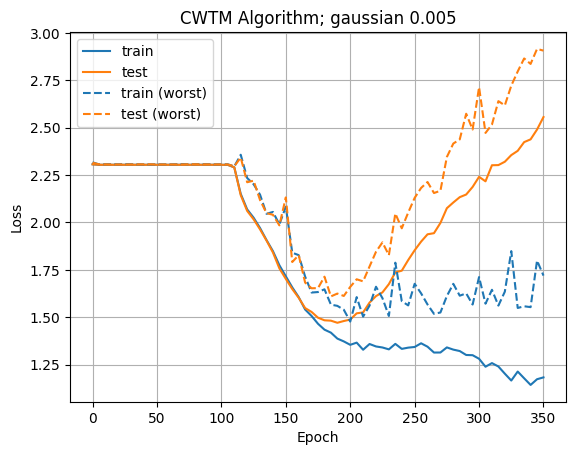 CWTM Algorithm; gaussian 0.005
3.00
2.75
2.50
2.25
2.00
1.75
1.50
1.25
Loss
train
test
train (worst)
test (worst)
0
50
100
150
200
250
300
350
Epoch